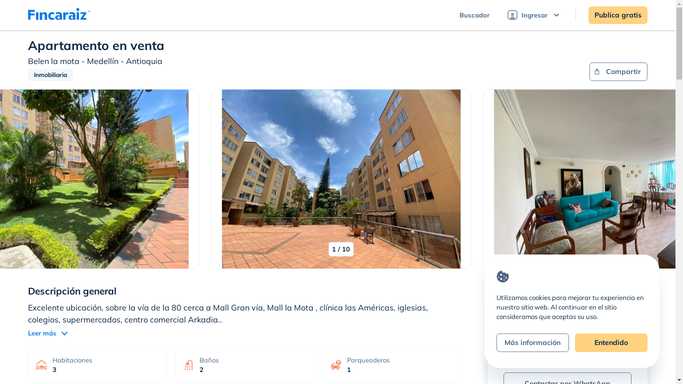 Fincaraiz
Buscador
Ingresar
Publica gratis
Apartamento en venta
Belen la mota - Medellín - Antioquia
Inmobiliaria
Compartir
1 / 10
Descripción general
Excelente ubicación, sobre la vía de la 80 cerca a Mall Gran vía, Mall la Mota , clínica las Américas, iglesias,
colegios, supermercados, centro comercial Arkadia..
Leer más
Habitaciones
3
Baños
2
Parqueaderos
1
Utilizamos cookies para mejorar tu experiencia en
nuestro sitio web. Al continuar en el sitio
consideramos que aceptas su uso.
Más información
Entendido
Contactar por WhatsApp